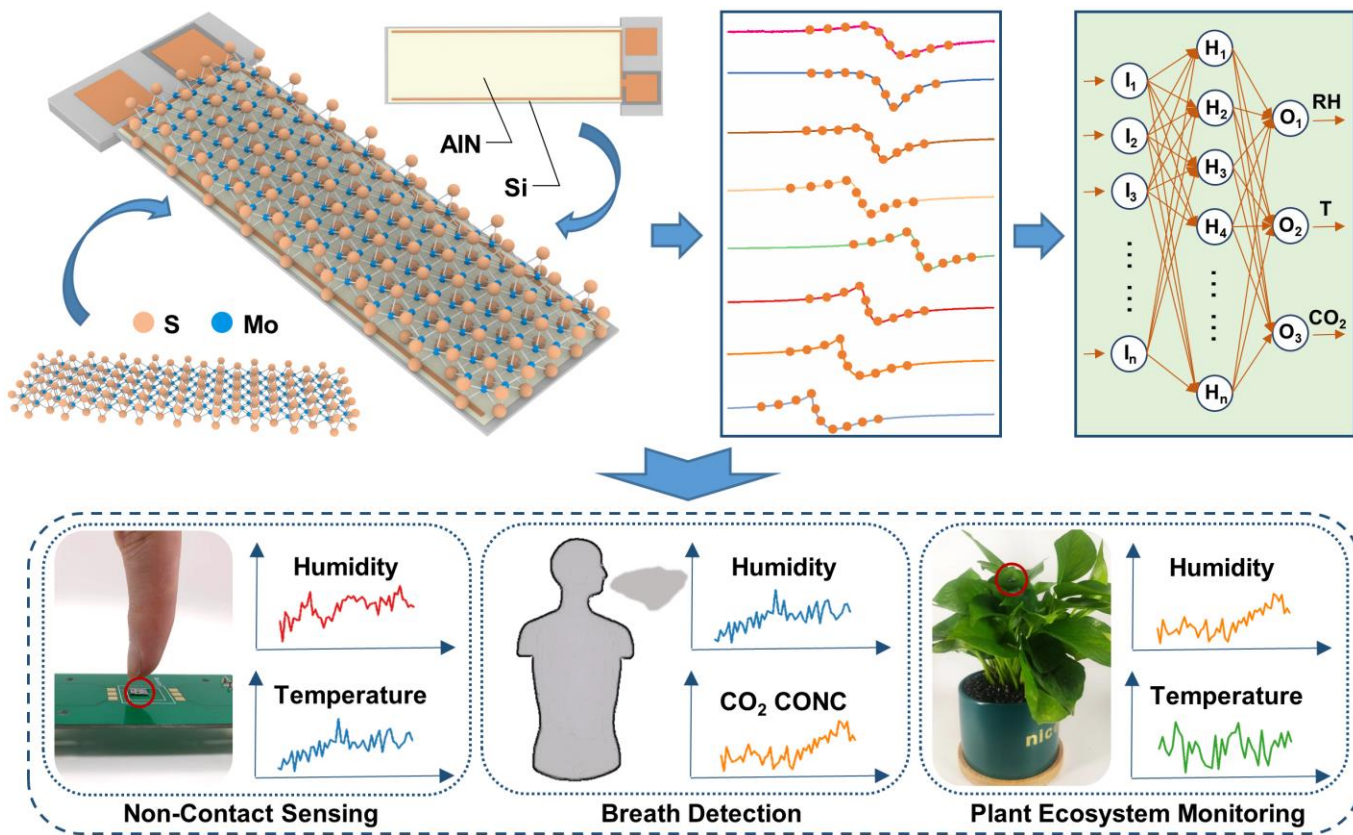 AlN
Si
S
Mo
I₁
I₂
I₃
Iₙ
H₁
H₂
H₃
H₄
Hₙ
O₁
O₂
O₃
RH
T
CO₂
Humidity
Temperature
Non-Contact Sensing
Humidity
CO₂ CONC
Breath Detection
Humidity
Temperature
Plant Ecosystem Monitoring